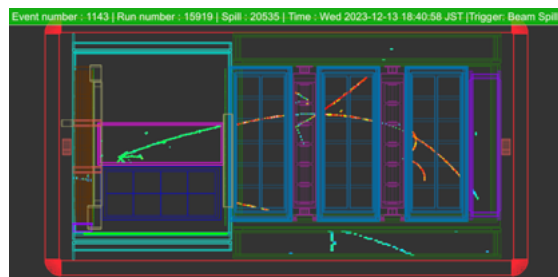 Event number : 1143 | Run number : 15919 | Spill : 20535 | Time : Wed 2023-12-13 18:40:58 JST |Trigger: Beam Spill